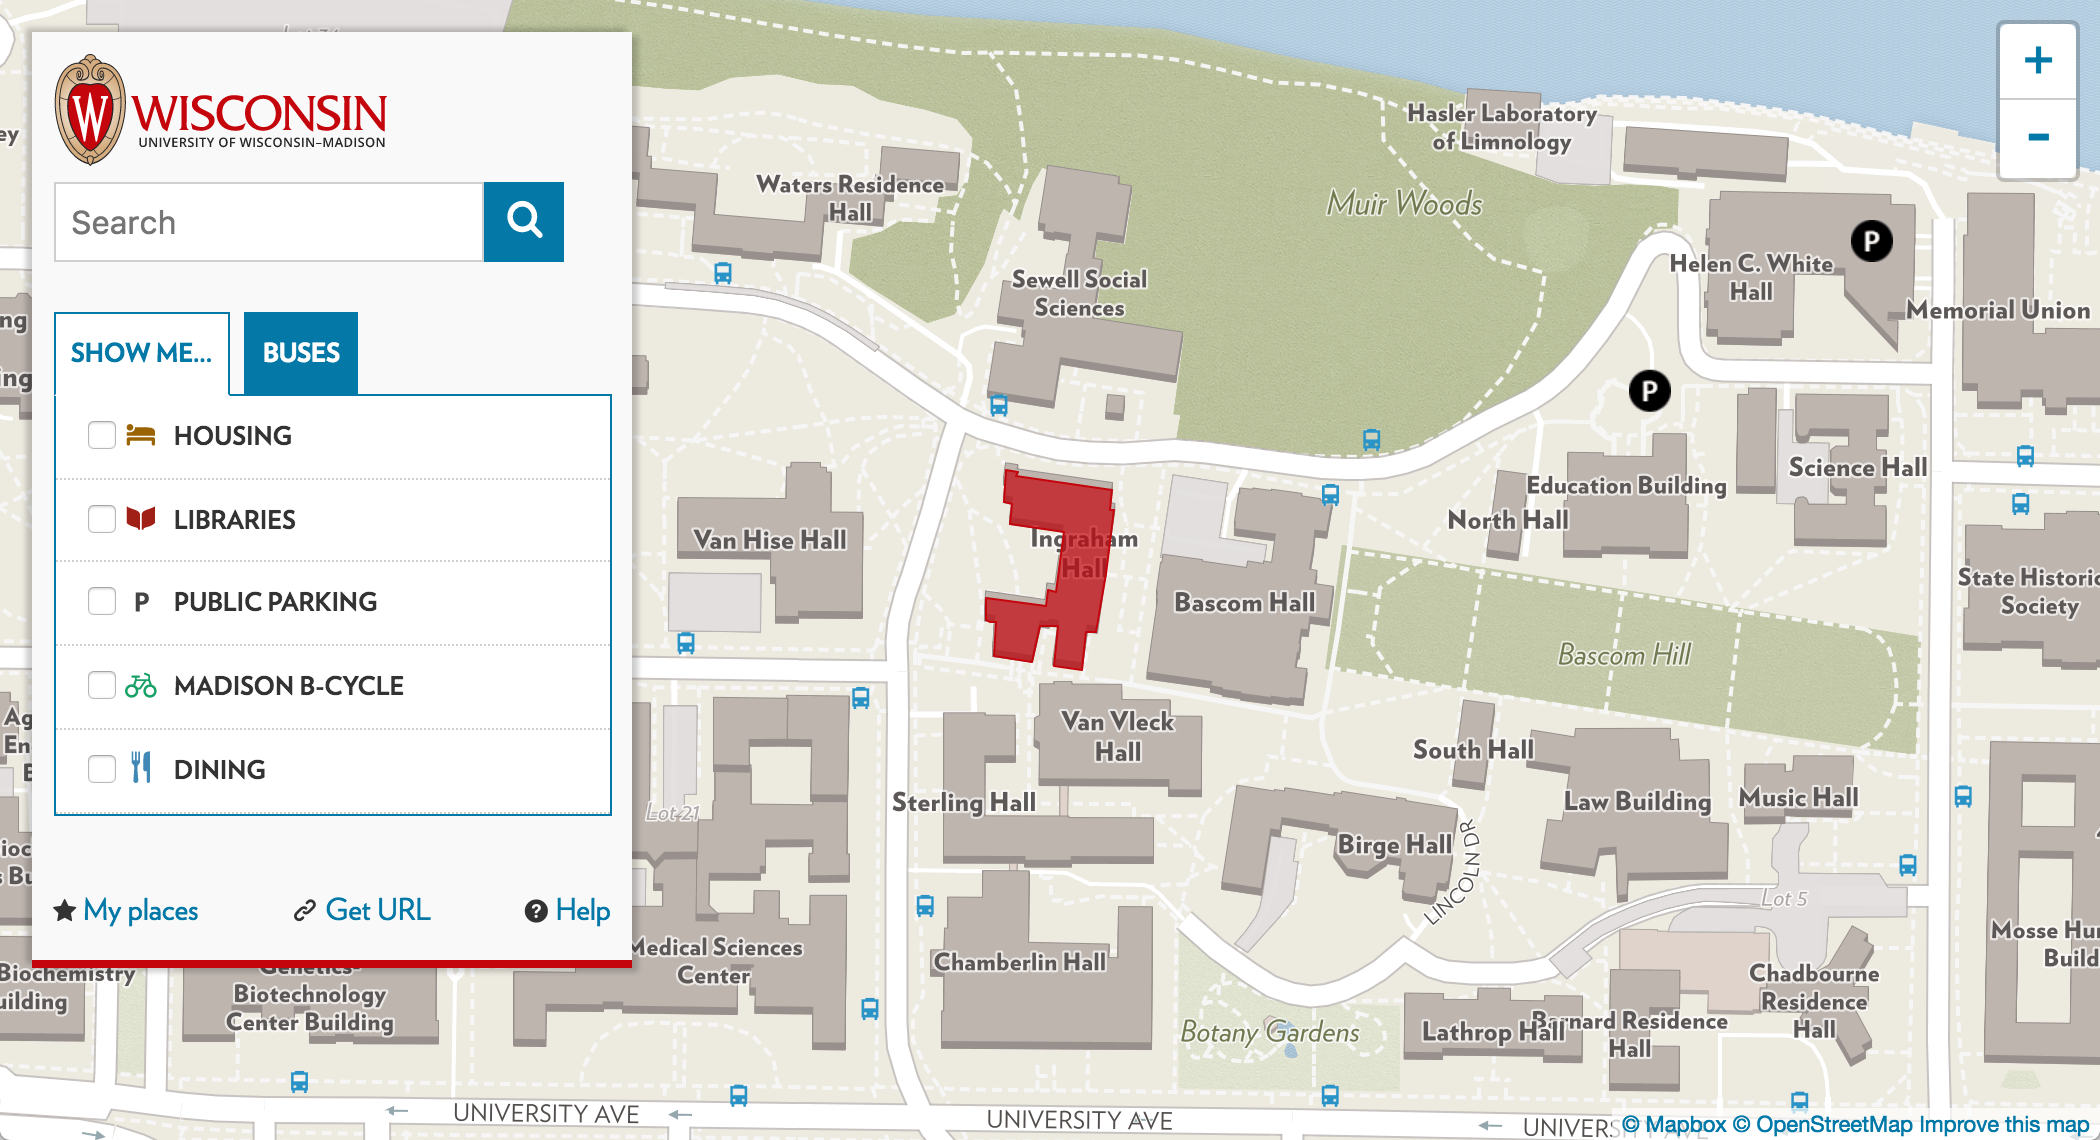 WISCONSIN
UNIVERSITY OF WISCONSIN–MADISON
Search
SHOW ME...
BUSES
HOUSING
LIBRARIES
P PUBLIC PARKING
MADISON B-CYCLE
DINING
My places
Get URL
? Help
+
-
Hasler Laboratory
of Limnology
Waters Residence
Hall
Muir Woods
Sewell Social
Sciences
P
Helen C. White
Hall
Memorial Union
P
Science Hall
Education Building
North Hall
Van Hise Hall
Ingraham
Hall
Bascom Hall
State Historic
Society
Bascom Hill
Van Vleck
Hall
South Hall
Sterling Hall
Law Building
Music Hall
Lot 21
Birge Hall
LINCOLN DR
Lot 5
Medical Sciences
Center
Chamberlin Hall
Mosse Hu
Build
Chadbourne
Residence
Hall
Biochemistry
uilding
Genetics-
Biotechnology
Center Building
Botany Gardens
Lathrop Hall
Barnard Residence
Hall
UNIVERSITY AVE
UNIVERSITY AVE
© Mapbox © OpenStreetMap Improve this map